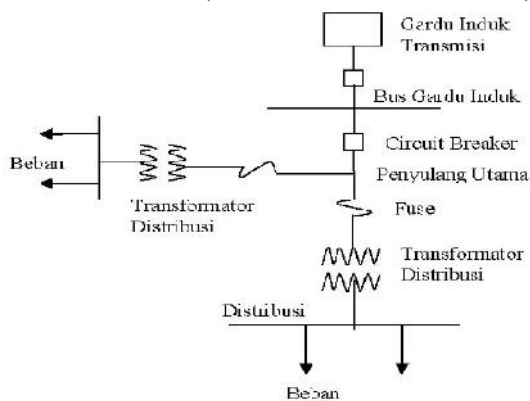 Gardu Induk
Transmisi
Bus Gardu Induk
Circuit Breaker
Beban
Penyulang Utama
Transformator
Distribusi
Fuse
Transformator
Distribusi
Distribusi
Beban